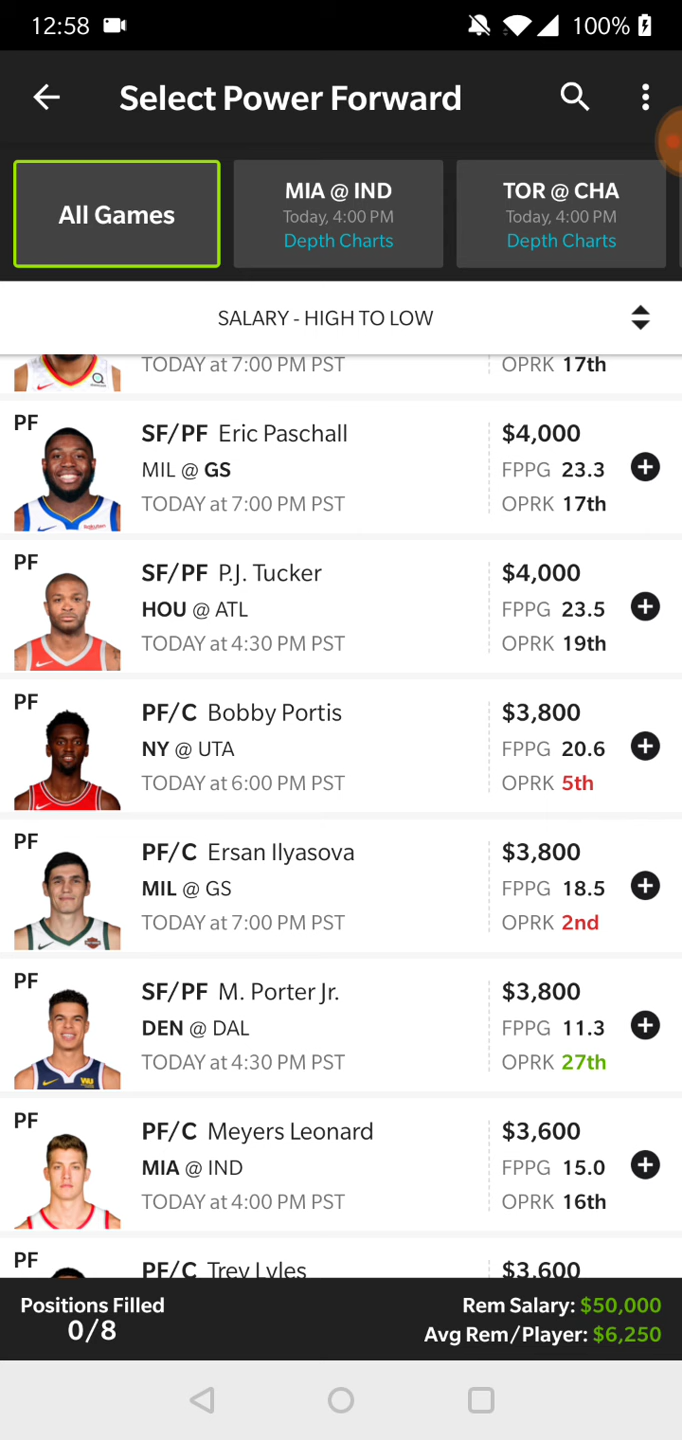 12:58
100%
Select Power Forward
All Games
MIA @ IND
Today, 4:00 PM
Depth Charts
TOR @ CHA
Today, 4:00 PM
Depth Charts
SALARY - HIGH TO LOW
TODAY at 7:00 PM PST
OPRK 17th
PF
SF/PF Eric Paschall
$4,000
MIL @ GS
FPPG 23.3
TODAY at 7:00 PM PST
OPRK 17th
PF
SF/PF P.J. Tucker
$4,000
HOU @ ATL
FPPG 23.5
TODAY at 4:30 PM PST
OPRK 19th
PF
PF/C Bobby Portis
$3,800
NY @ UTA
FPPG 20.6
TODAY at 6:00 PM PST
OPRK 5th
PF
PF/C Ersan Ilyasova
$3,800
MIL @ GS
FPPG 18.5
TODAY at 7:00 PM PST
OPRK 2nd
PF
SF/PF M. Porter Jr.
$3,800
DEN @ DAL
FPPG 11.3
TODAY at 4:30 PM PST
OPRK 27th
PF
PF/C Meyers Leonard
$3,600
MIA @ IND
FPPG 15.0
TODAY at 4:00 PM PST
OPRK 16th
PF
PF/C Trey Lyles
$3,600
Positions Filled
0/8
Rem Salary: $50,000
Avg Rem/Player: $6,250